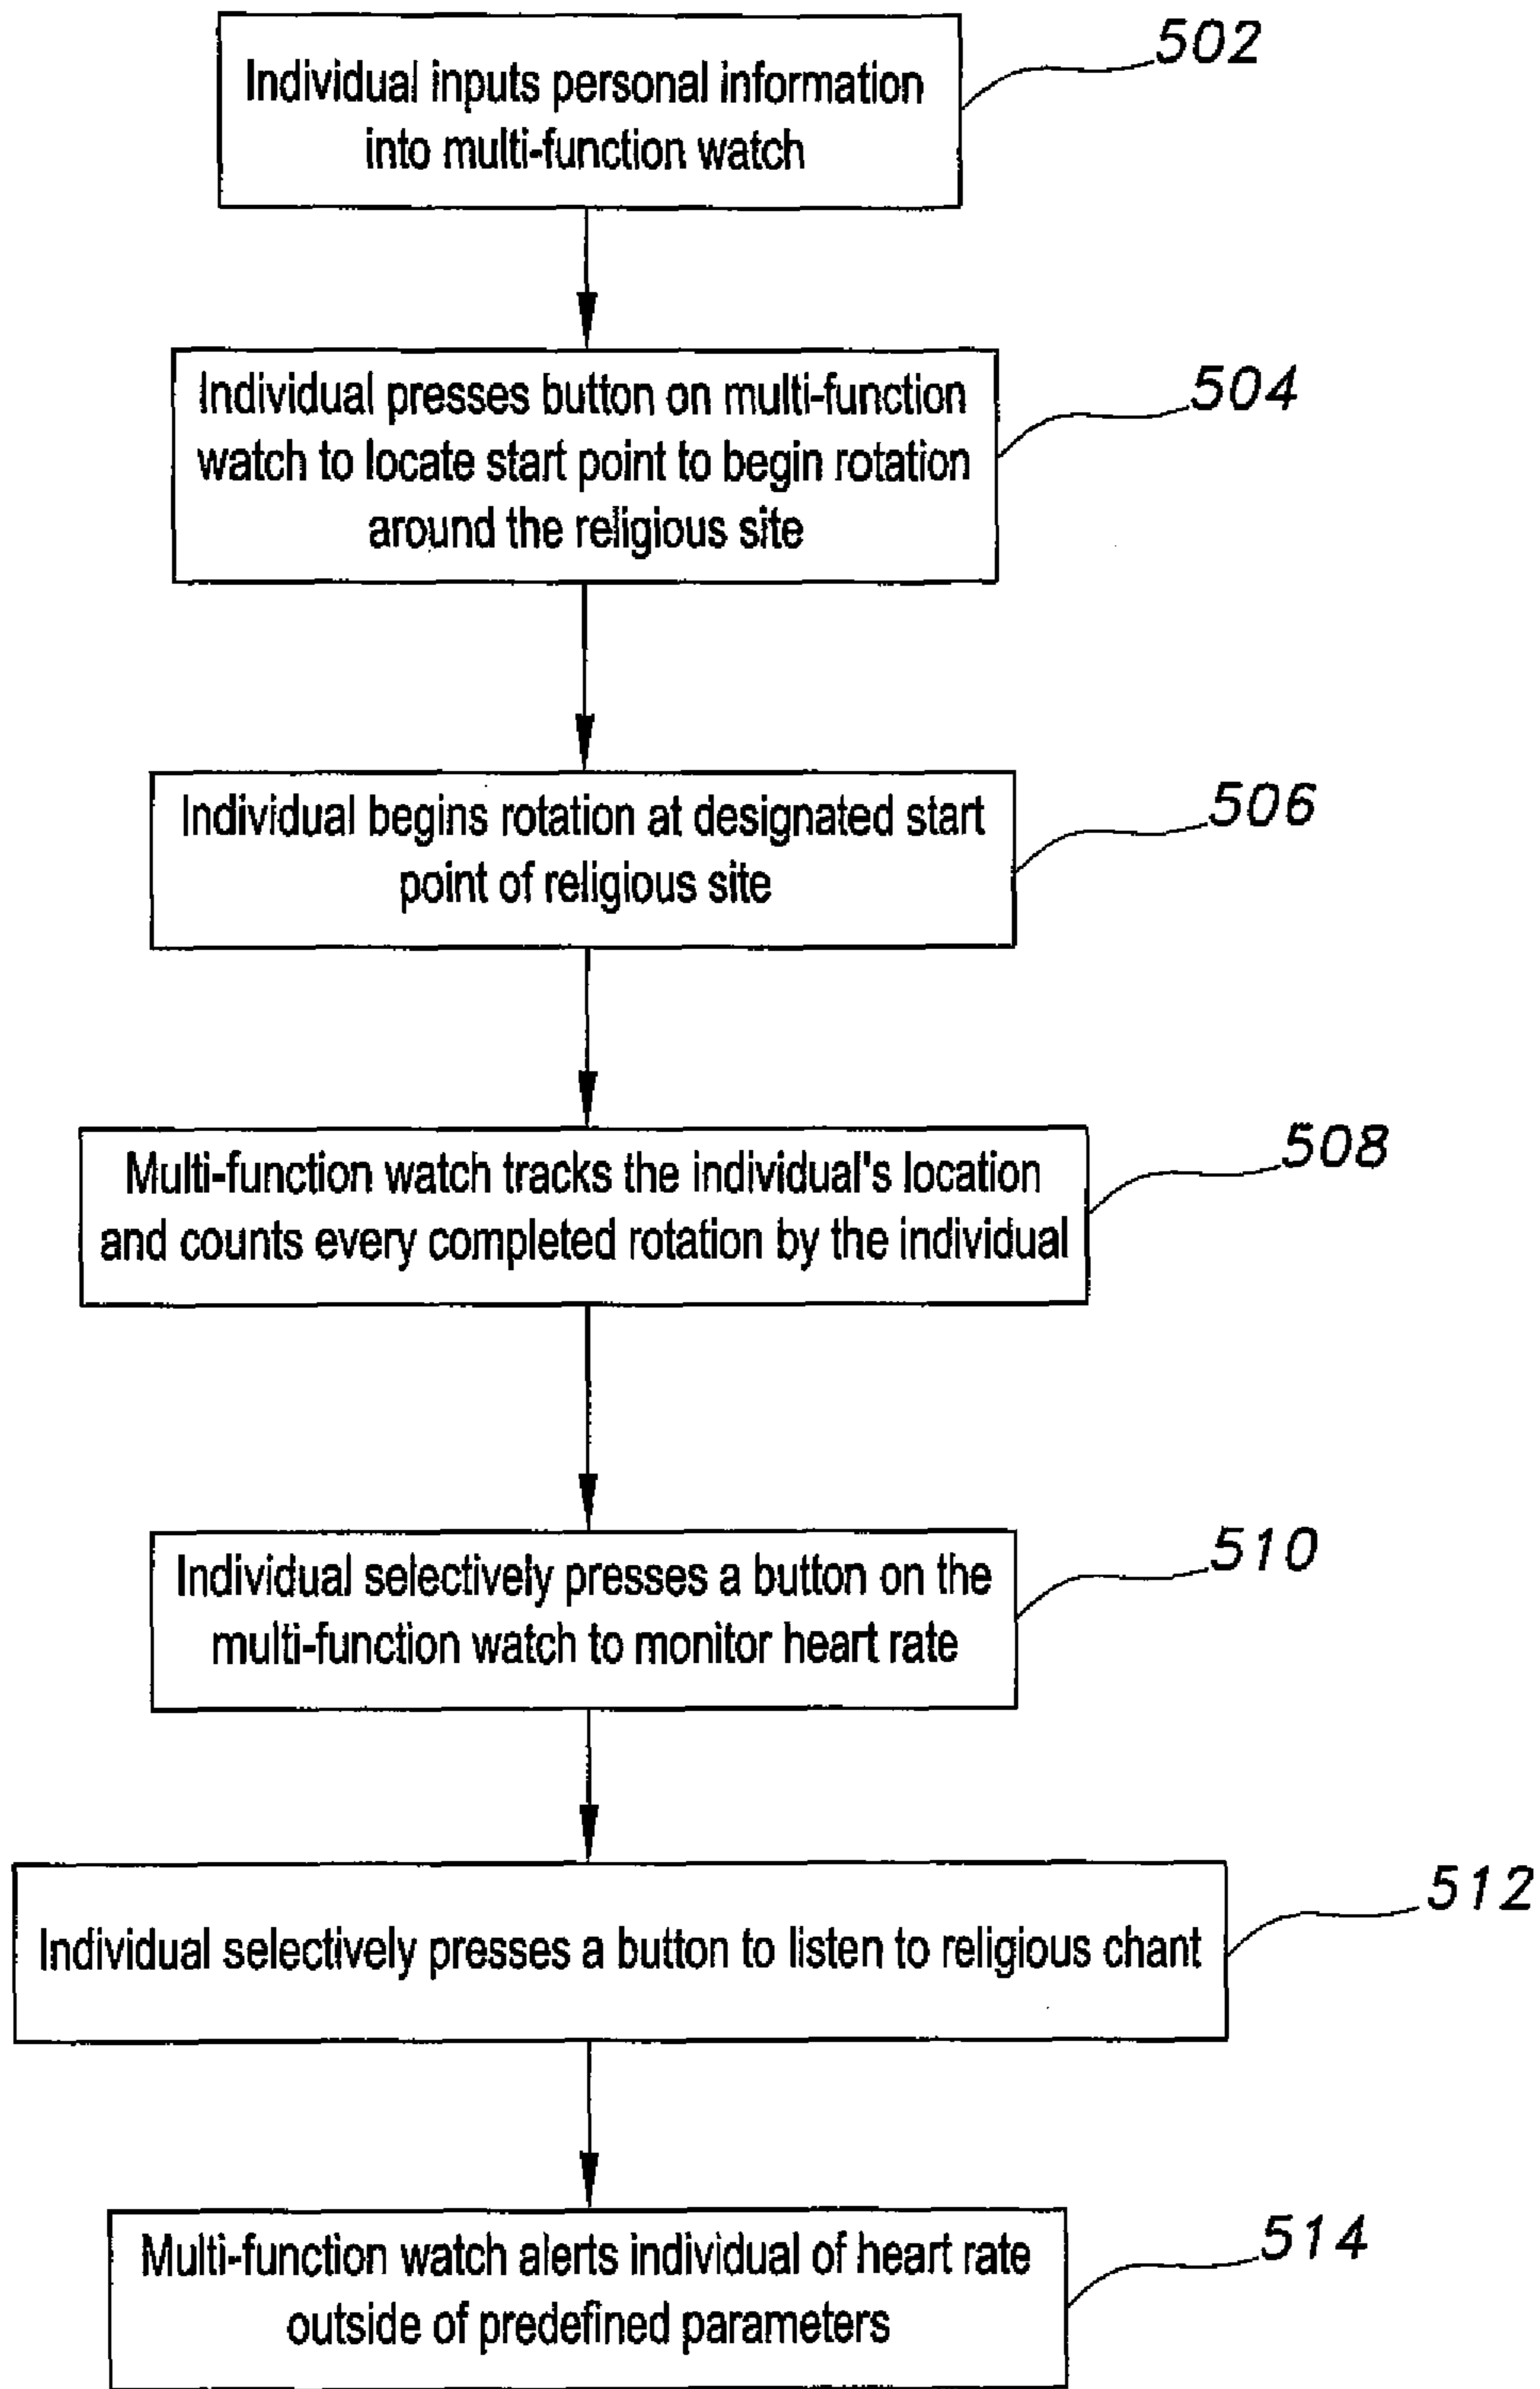 502
Individual inputs personal information
into multi-function watch
504
Individual presses button on multi-function
watch to locate start point to begin rotation
around the religious site
506
Individual begins rotation at designated start
point of religious site
508
Multi-function watch tracks the individual's location
and counts every completed rotation by the individual
510
Individual selectively presses a button on the
multi-function watch to monitor heart rate
512
Individual selectively presses a button to listen to religious chant
514
Multi-function watch alerts individual of heart rate
outside of predefined parameters